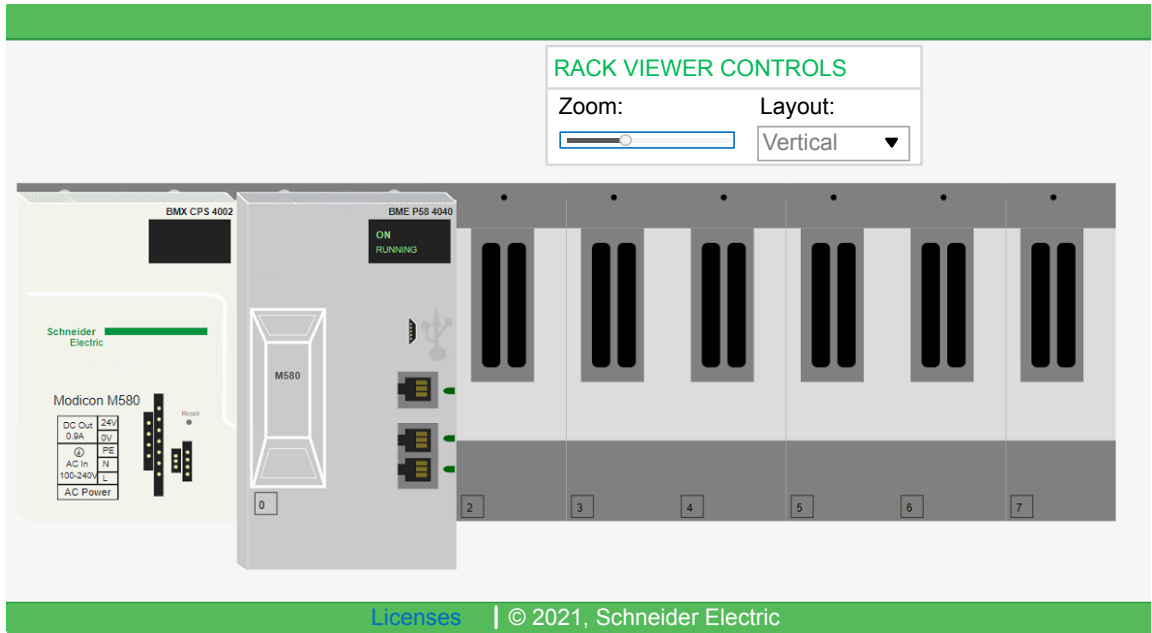 RACK VIEWER CONTROLS
Zoom:
Layout:
Vertical
BMX CPS 4002
BME P58 4040
ON
RUNNING
Schneider
Electric
M580
Modicon M580
Reset
DC Out 24V
0.9A 0V
PE
AC In N
100-240V L
AC Power
0
2
3
4
5
6
7
Licenses | © 2021, Schneider Electric